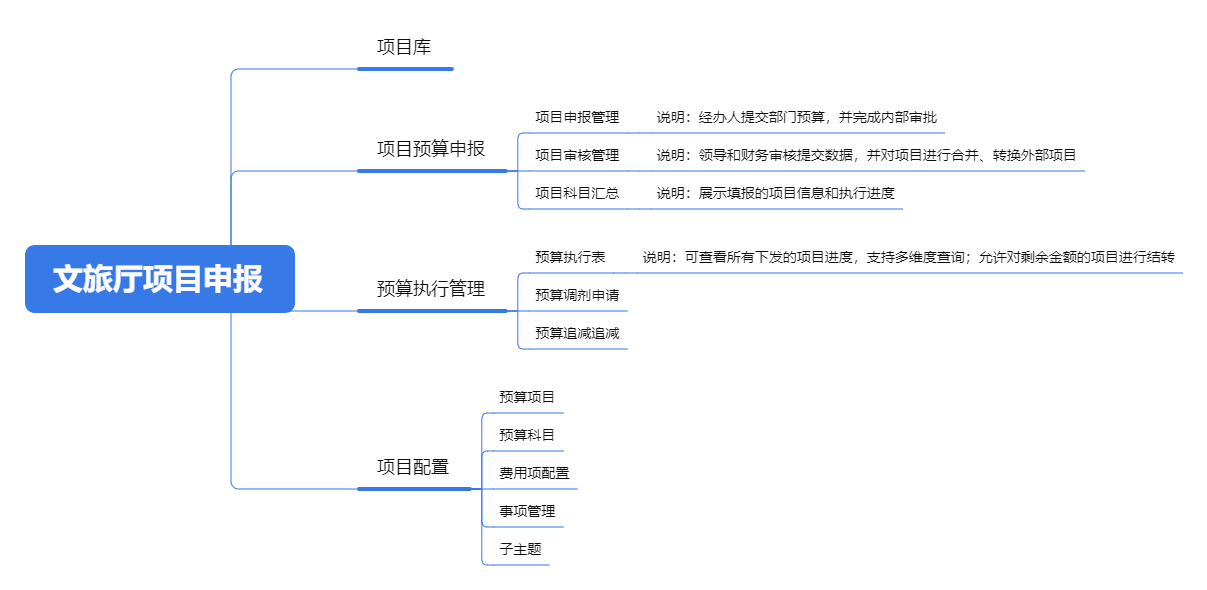 文旅厅项目申报
项目库
项目预算申报
项目申报管理
说明：经办人提交部门预算，并完成内部审批
项目审核管理
说明：领导和财务审核提交数据，并对项目进行合并、转换外部项目
项目科目汇总
说明：展示填报的项目信息和执行进度
预算执行管理
预算执行表
说明：可查看所有下发的项目进度，支持多维度查询；允许对剩余金额的项目进行结转
预算调剂申请
预算追减追减
项目配置
预算项目
预算科目
费用项配置
事项管理
子主题